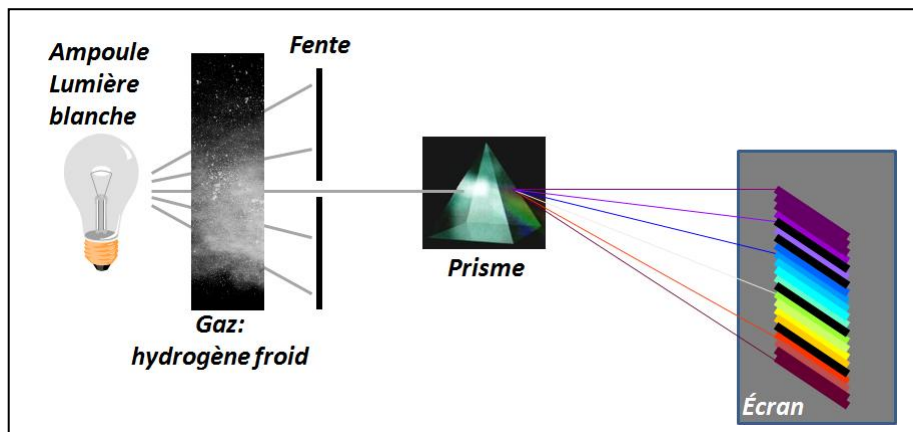 Ampoule
Lumière
blanche
Fente
Gaz:
hydrogène froid
Prisme
Écran